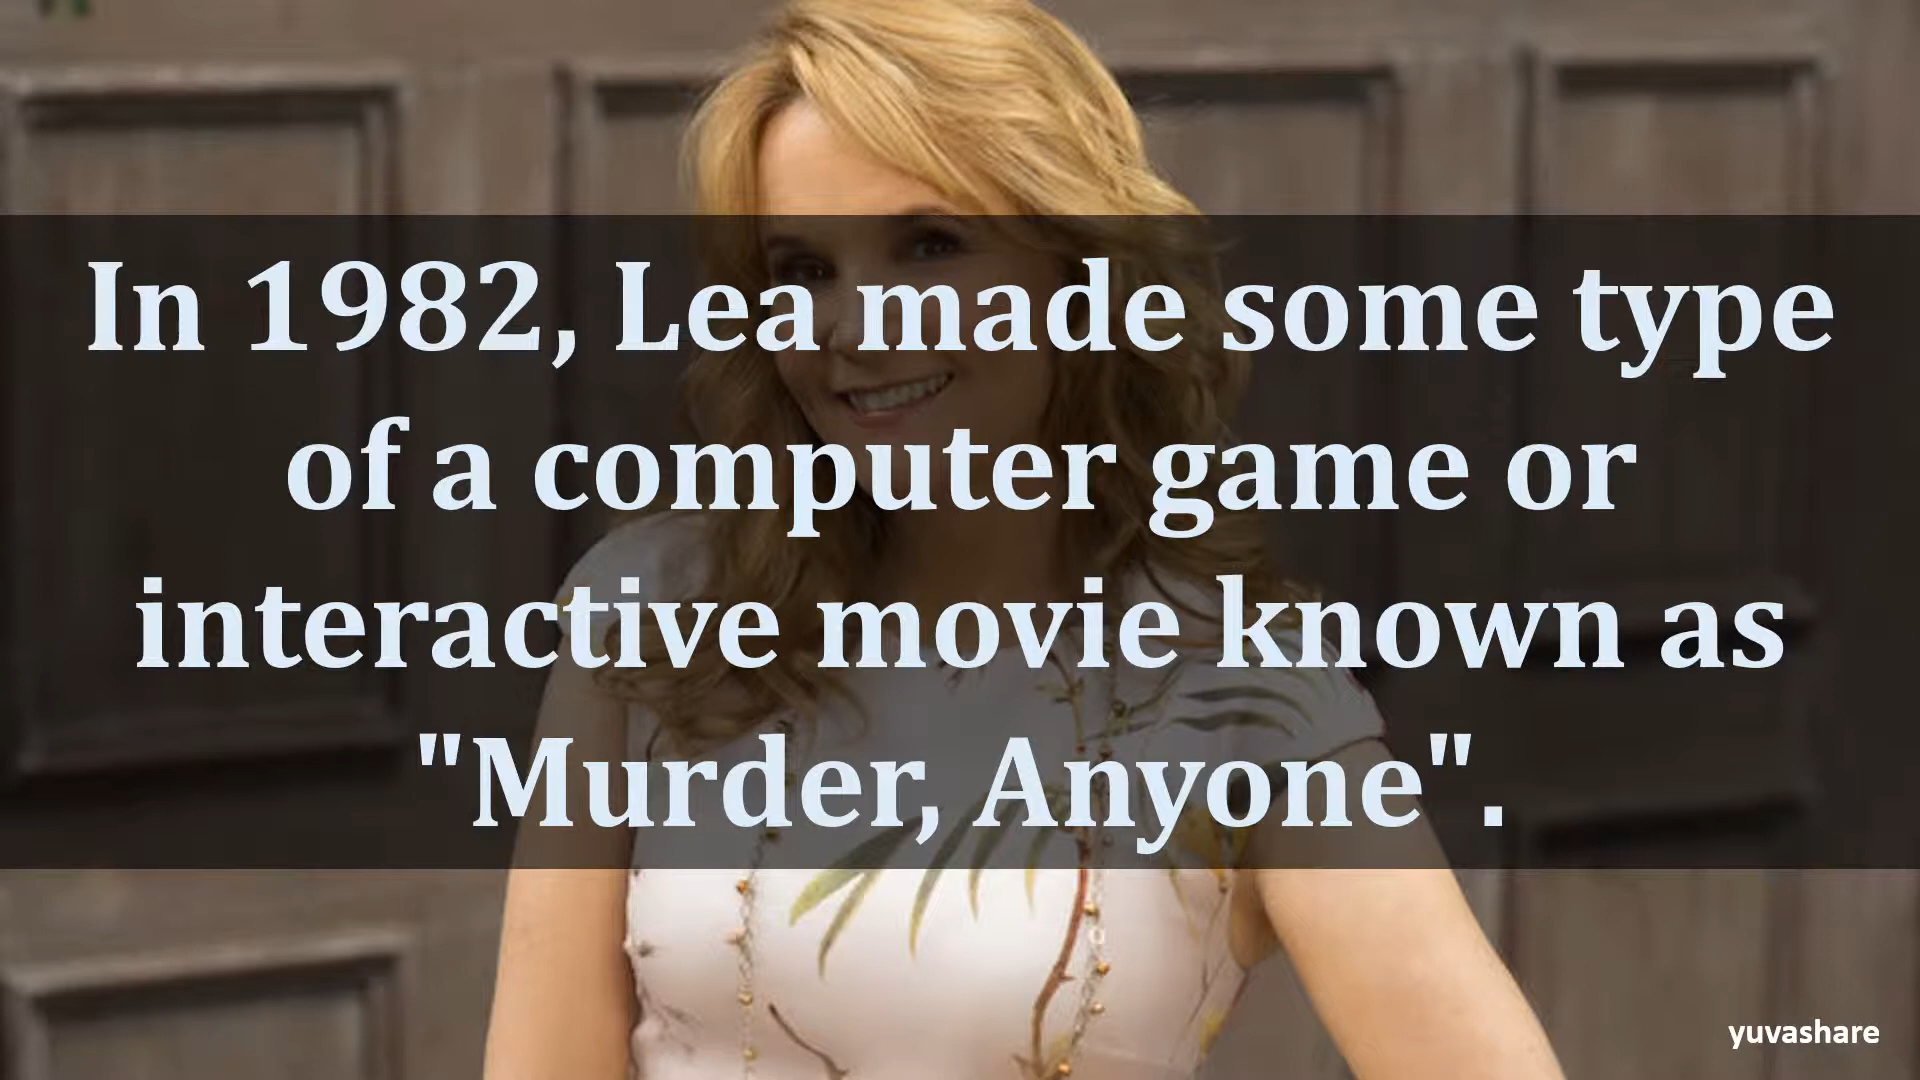 In 1982, Lea made some type
of a computer game or
interactive movie known as
"Murder, Anyone".
yuvashare